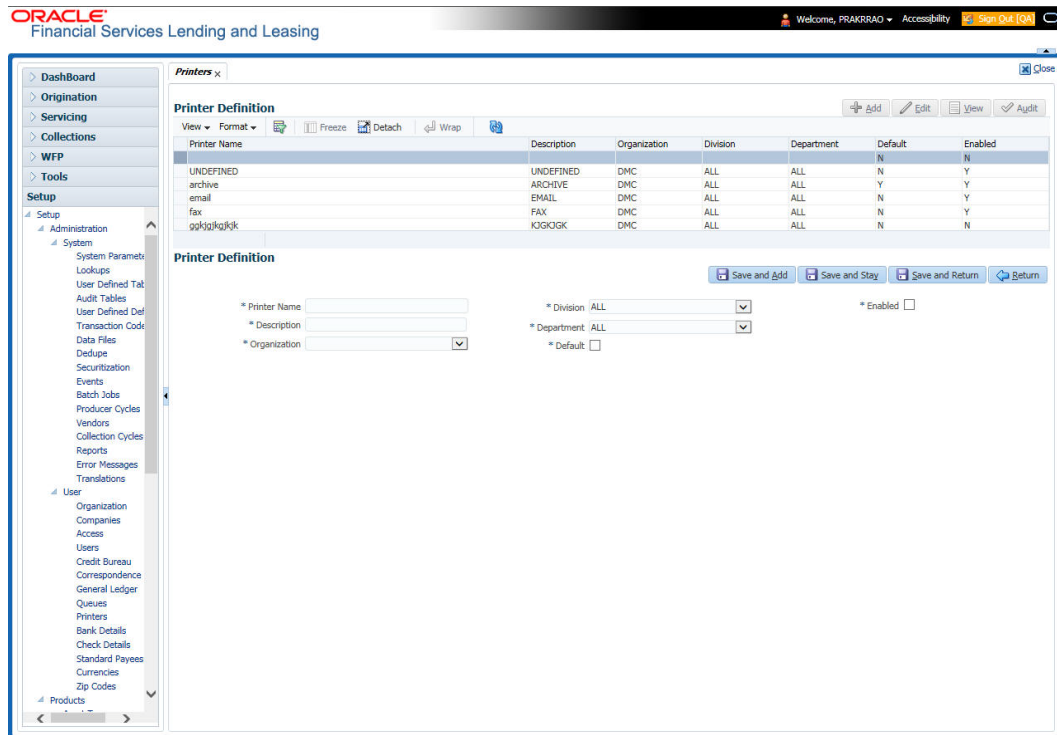 ORACLE®
Financial Services Lending and Leasing
Welcome, PRAKRRAO Accessibility Sign Out [QA]
DashBoard
Origination
Servicing
Collections
WFP
Tools
Setup
Setup
Administration
System
System Paramete
Lookups
User Defined Tab
Audit Tables
User Defined Def
Transaction Code
Data Files
Dedupe
Securitization
Events
Batch Jobs
Producer Cycles
Vendors
Collection Cycles
Reports
Error Messages
Translations
User
Organization
Companies
Access
Users
Credit Bureau
Correspondence
General Ledger
Queues
Printers
Bank Details
Check Details
Standard Payees
Currencies
Zip Codes
Products
Printers x
Close
Printer Definition
Add Edit View Audit
View Format Freeze Detach Wrap
Printer Name Description Organization Division Department Default Enabled
N N
UNDEFINED UNDEFINED DMC ALL ALL N Y
archive ARCHIVE DMC ALL ALL Y Y
email EMAIL DMC ALL ALL N Y
fax FAX DMC ALL ALL N Y
ggkjgjkgjkjk KJGKJGK DMC ALL ALL N N
Printer Definition
Save and Add Save and Stay Save and Return Return
* Printer Name * Division ALL * Enabled
* Description * Department ALL
* Organization * Default